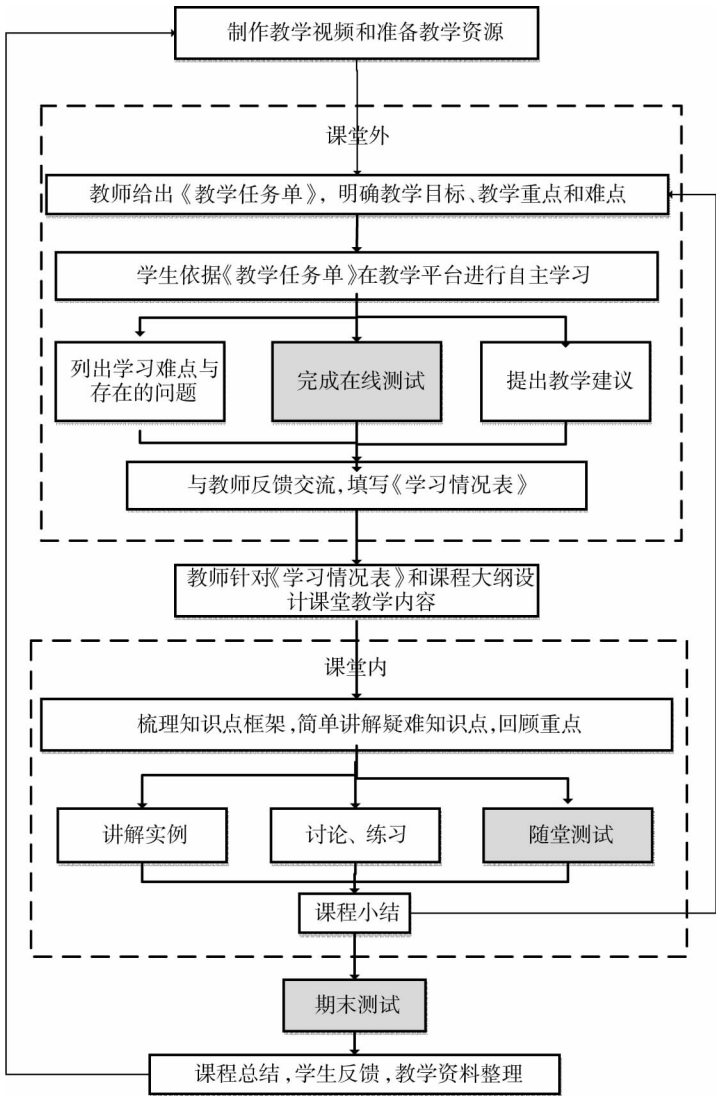 制作教学视频和准备教学资源
课堂外
教师给出《教学任务单》，明确教学目标、教学重点和难点
学生依据《教学任务单》在教学平台进行自主学习
列出学习难点与
存在的问题
完成在线测试
提出教学建议
与教师反馈交流，填写《学习情况表》
教师针对《学习情况表》和课程大纲设
计课堂教学内容
课堂内
梳理知识点框架，简单讲解疑难知识点，回顾重点
讲解实例
讨论、练习
随堂测试
课程小结
期末测试
课程总结，学生反馈，教学资料整理